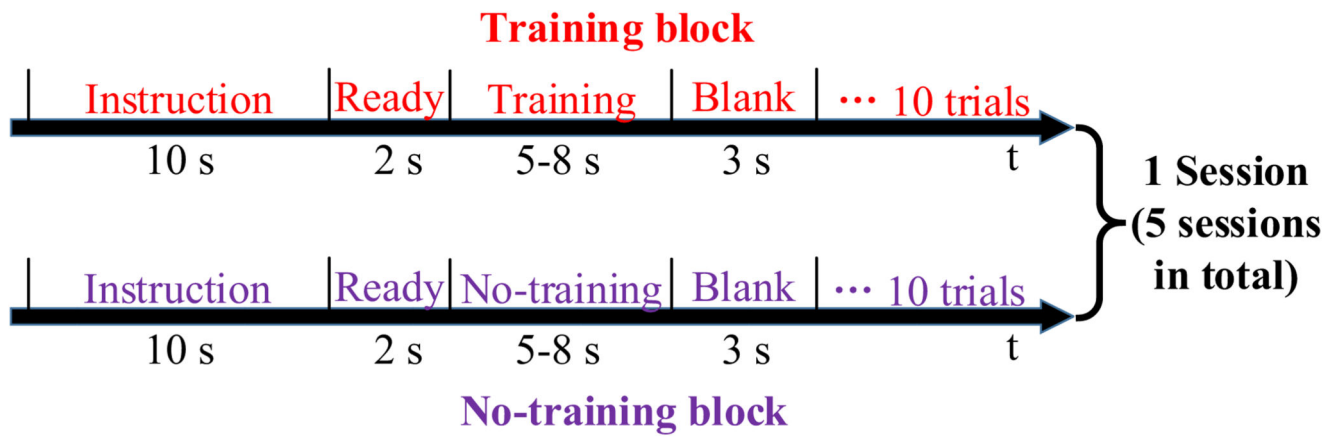 Training block
Instruction Ready Training Blank ··· 10 trials
10 s 2 s 5-8 s 3 s t
1 Session
(5 sessions
in total)
Instruction Ready No-training Blank ··· 10 trials
10 s 2 s 5-8 s 3 s t
No-training block